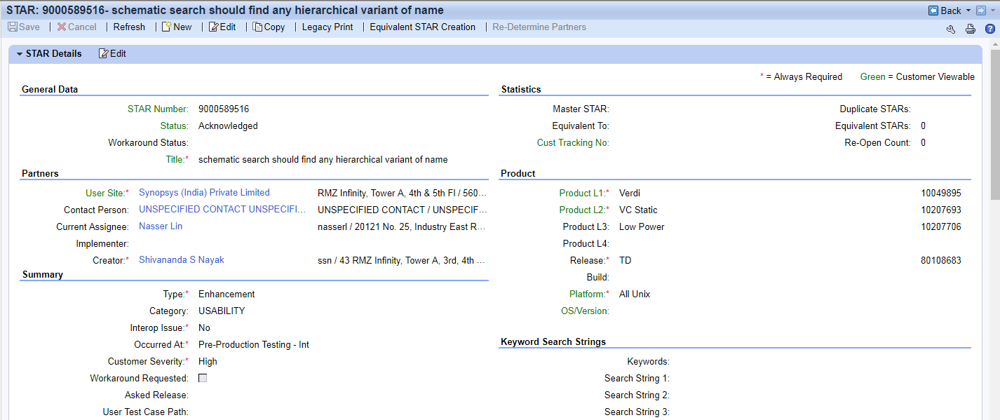 STAR: 9000589516- schematic search should find any hierarchical variant of name
Back
Save | Cancel | Refresh | New | Edit | Copy | Legacy Print | Equivalent STAR Creation | Re-Determine Partners
STAR Details Edit
* = Always Required Green = Customer Viewable
General Data
STAR Number: 9000589516
Status: Acknowledged
Workaround Status:
Title:* schematic search should find any hierarchical variant of name
Partners
User Site:* Synopsys (India) Private Limited RMZ Infinity, Tower A, 4th & 5th Fl / 560...
Contact Person: UNSPECIFIED CONTACT UNSPECIFI... UNSPECIFIED CONTACT / UNSPECIF...
Current Assignee: Nasser Lin nasserl / 20121 No. 25, Industry East R...
Implementer:
Creator:* Shivananda S Nayak ssn / 43 RMZ Infinity, Tower A, 3rd, 4th ...
Summary
Type:* Enhancement
Category: USABILITY
Interop Issue:* No
Occurred At:* Pre-Production Testing - Int
Customer Severity:* High
Workaround Requested:
Asked Release:
User Test Case Path:
Statistics
Master STAR: Duplicate STARs:
Equivalent To: Equivalent STARs: 0
Cust Tracking No: Re-Open Count: 0
Product
Product L1:* Verdi 10049895
Product L2:* VC Static 10207693
Product L3: Low Power 10207706
Product L4:
Release:* TD 80108683
Build:
Platform:* All Unix
OS/Version:
Keyword Search Strings
Keywords:
Search String 1:
Search String 2:
Search String 3: